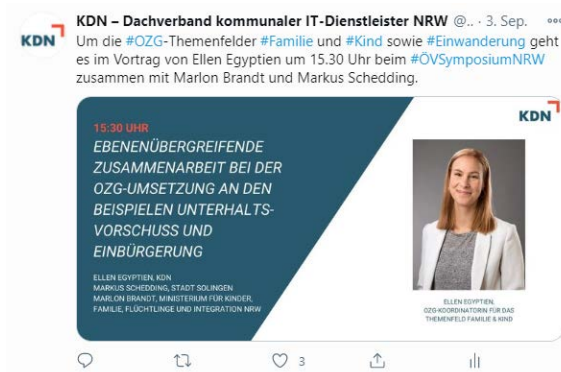 KDN – Dachverband kommunaler IT-Dienstleister NRW @.. · 3. Sep.
KDN
Um die #OZG-Themenfelder #Familie und #Kind sowie #Einwanderung geht
es im Vortrag von Ellen Egyptien um 15.30 Uhr beim #ÖVSymposiumNRW
zusammen mit Marlon Brandt und Markus Schedding.
KDN
15:30 UHR
EBENENÜBERGREIFENDE
ZUSAMMENARBEIT BEI DER
OZG-UMSETZUNG AN DEN
BEISPIELEN UNTERHALTS-
VORSCHUSS UND
EINBÜRGERUNG
ELLEN EGYPTIEN, KDN
MARKUS SCHEDDING, STADT SOLINGEN
MARLON BRANDT, MINISTERIUM FÜR KINDER,
FAMILIE, FLÜCHTLINGE UND INTEGRATION NRW
ELLEN EGYPTIEN,
OZG-KOORDINATORIN FÜR DAS
THEMENFELD FAMILIE & KIND
3